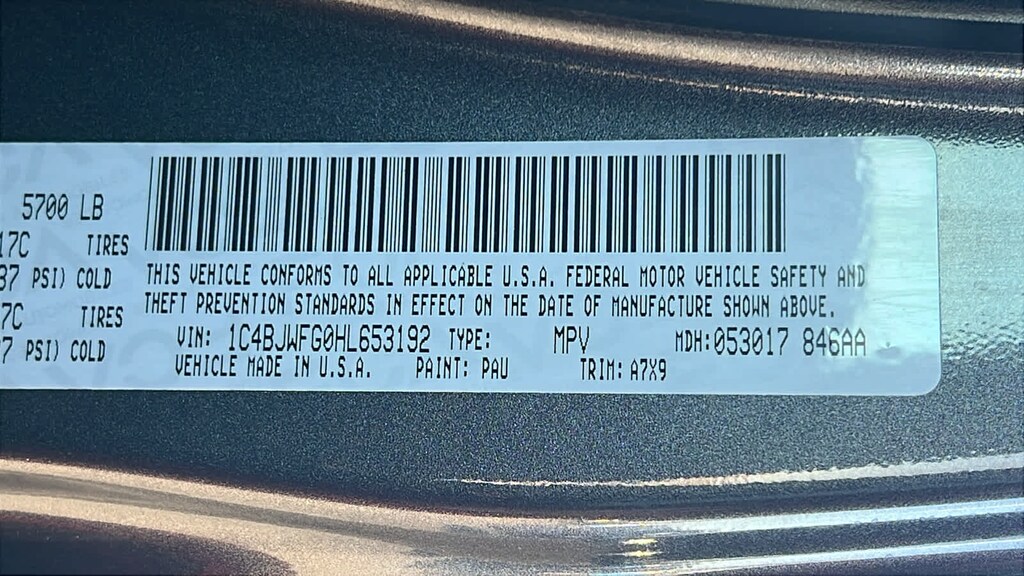 5700 LB
17C TIRES
37 PSI) COLD
7C TIRES
7 PSI) COLD
THIS VEHICLE CONFORMS TO ALL APPLICABLE U.S.A. FEDERAL MOTOR VEHICLE SAFETY AND
THEFT PREVENTION STANDARDS IN EFFECT ON THE DATE OF MANUFACTURE SHOWN ABOVE.
VIN: 1C4BJWFG0HL653192 TYPE: MPV MDH:053017 846AA
VEHICLE MADE IN U.S.A. PAINT: PAU TRIM: A7X9